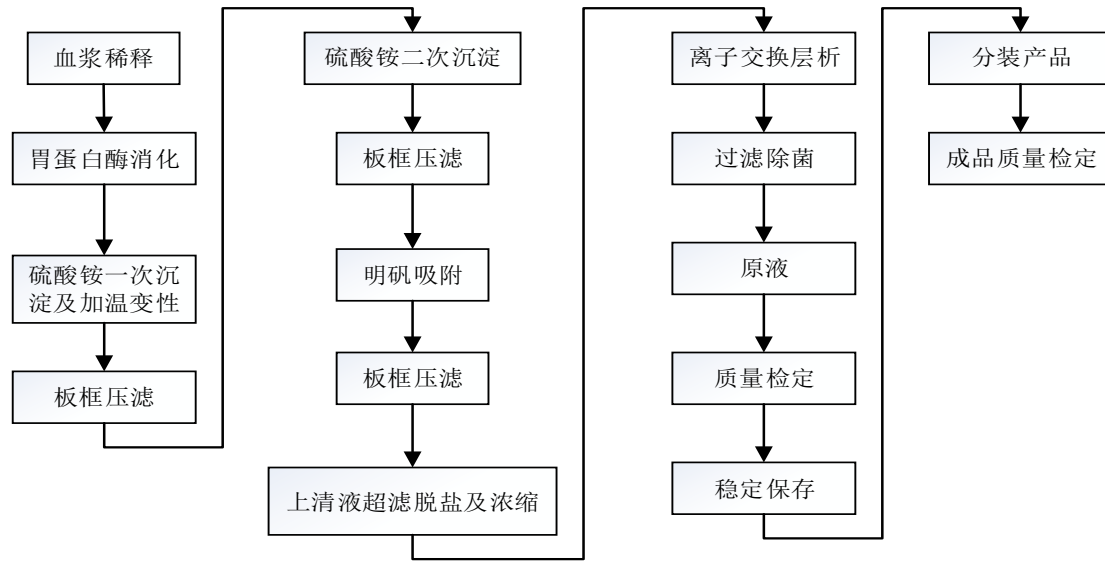 血浆稀释
胃蛋白酶消化
硫酸铵一次沉
淀及加温变性
板框压滤
硫酸铵二次沉淀
板框压滤
明矾吸附
板框压滤
上清液超滤脱盐及浓缩
离子交换层析
过滤除菌
原液
质量检定
稳定保存
分装产品
成品质量检定